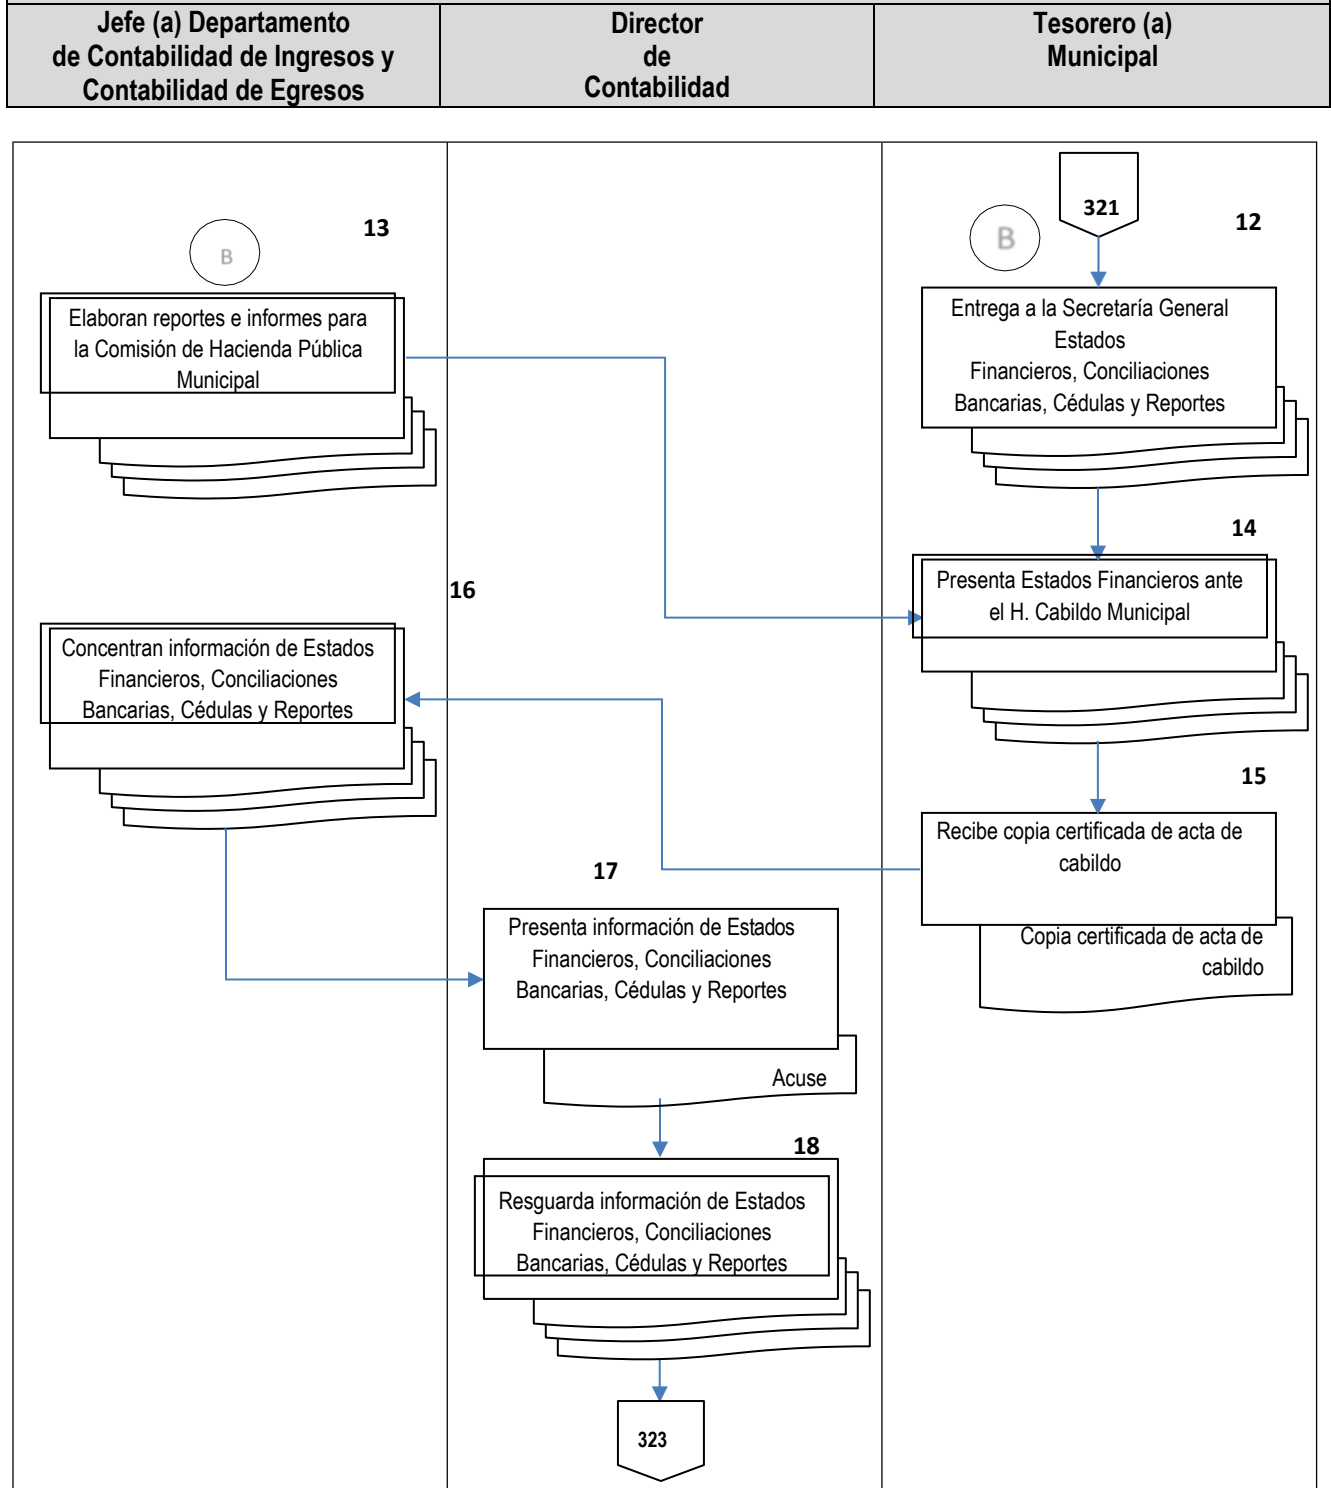 Jefe (a) Departamento
de Contabilidad de Ingresos y
Contabilidad de Egresos
Director
de
Contabilidad
Tesorero (a)
Municipal
321
B
12
13
B
Elaboran reportes e informes para
la Comisión de Hacienda Pública
Municipal
Entrega a la Secretaría General
Estados
Financieros, Conciliaciones
Bancarias, Cédulas y Reportes
14
Presenta Estados Financieros ante
el H. Cabildo Municipal
16
Concentran información de Estados
Financieros, Conciliaciones
Bancarias, Cédulas y Reportes
15
Recibe copia certificada de acta de
cabildo
Copia certificada de acta de
cabildo
17
Presenta información de Estados
Financieros, Conciliaciones
Bancarias, Cédulas y Reportes
Acuse
18
Resguarda información de Estados
Financieros, Conciliaciones
Bancarias, Cédulas y Reportes
323